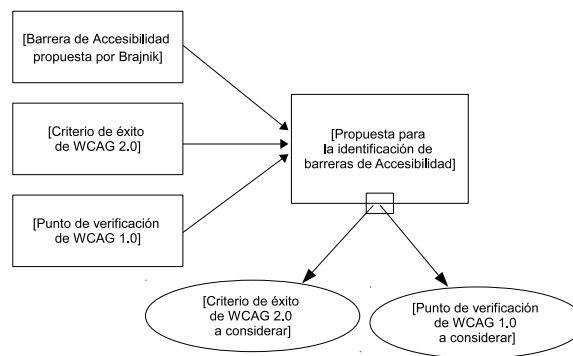 [Barrera de Accesibilidad
propuesta por Brajnik]
[Criterio de éxito
de WCAG 2.0]
[Punto de verificación
de WCAG 1.0]
[Propuesta para
la identificación de
barreras de Accesibilidad]
[Criterio de éxito
de WCAG 2.0
a considerar]
[Punto de verificación
de WCAG 1.0
a considerar]